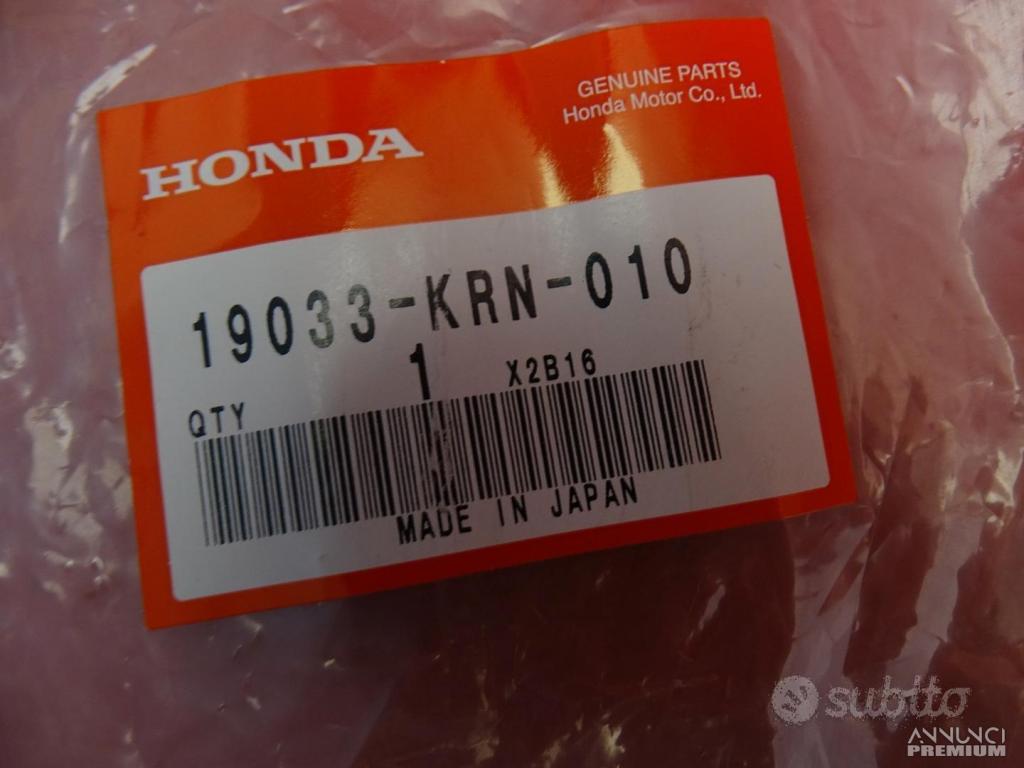 GENUINE PARTS
Honda Motor Co., Ltd.
HONDA
19033-KRN-010
QTY 1 X2B16
MADE IN JAPAN
subito
ANNUNCI
PREMIUM